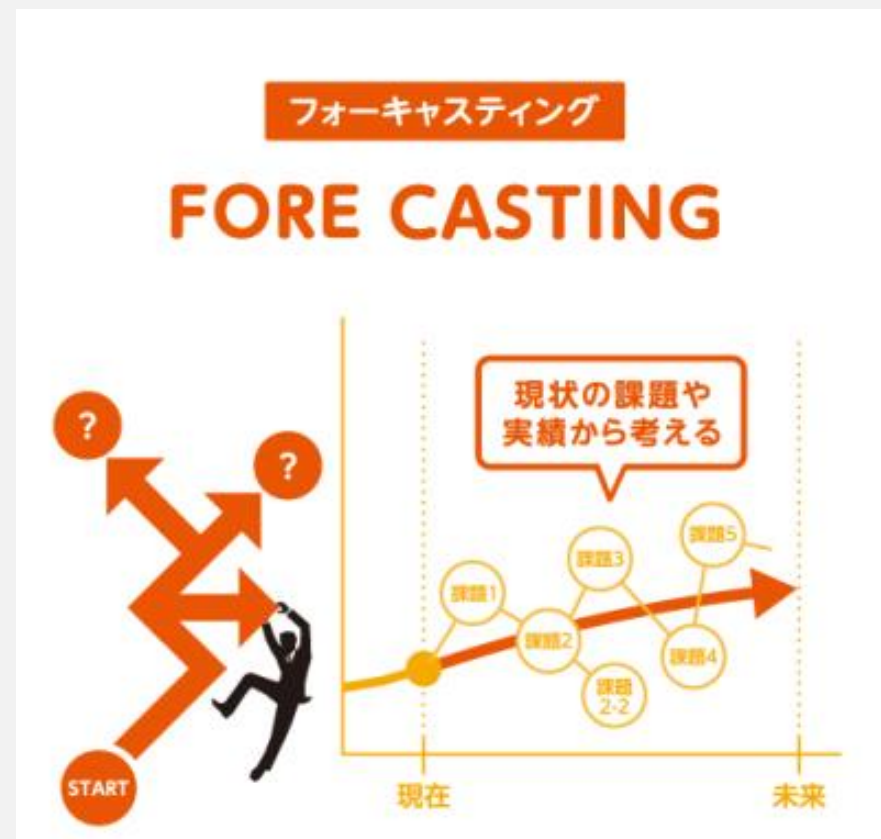 フォーキャスティング
FORE CASTING
?
?
START
現状の課題や
実績から考える
課題1
課題2
課題
2-2
課題3
課題4
課題5
現在
未来